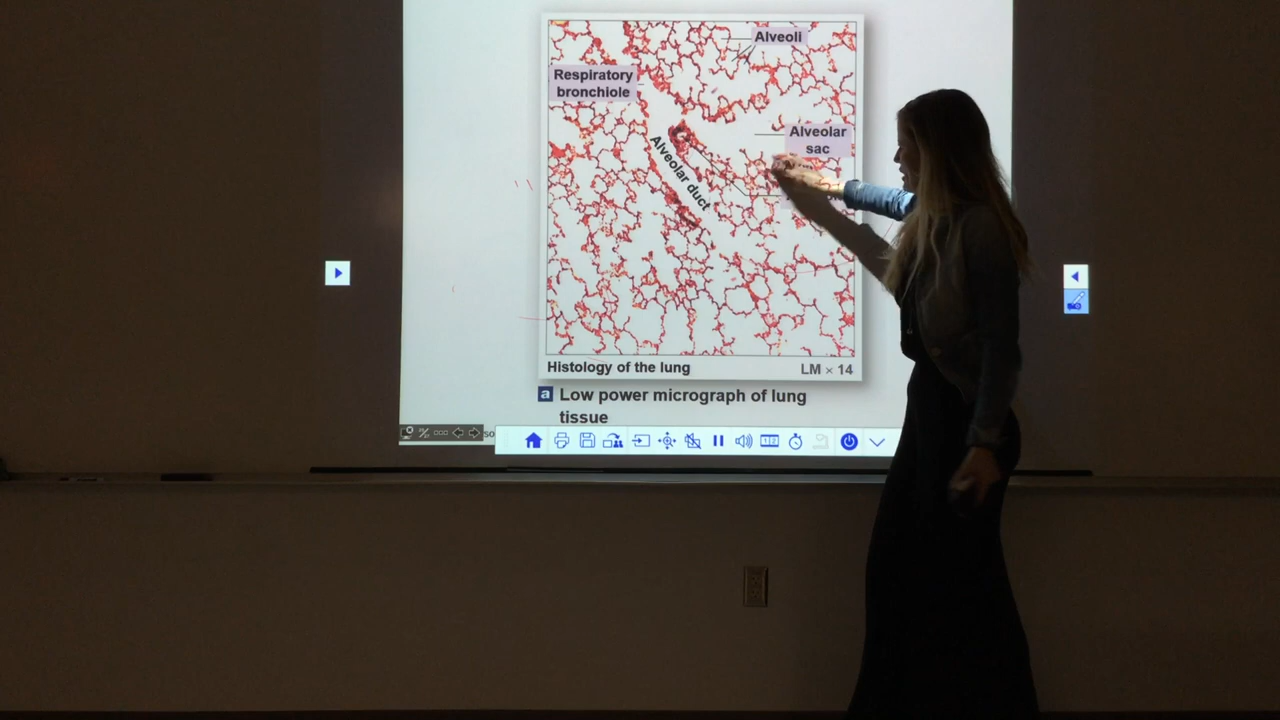 Alveoli
Respiratory
bronchiole
Alveolar
sac
Alveolar duct
Histology of the lung
LM × 14
a Low power micrograph of lung
tissue
so